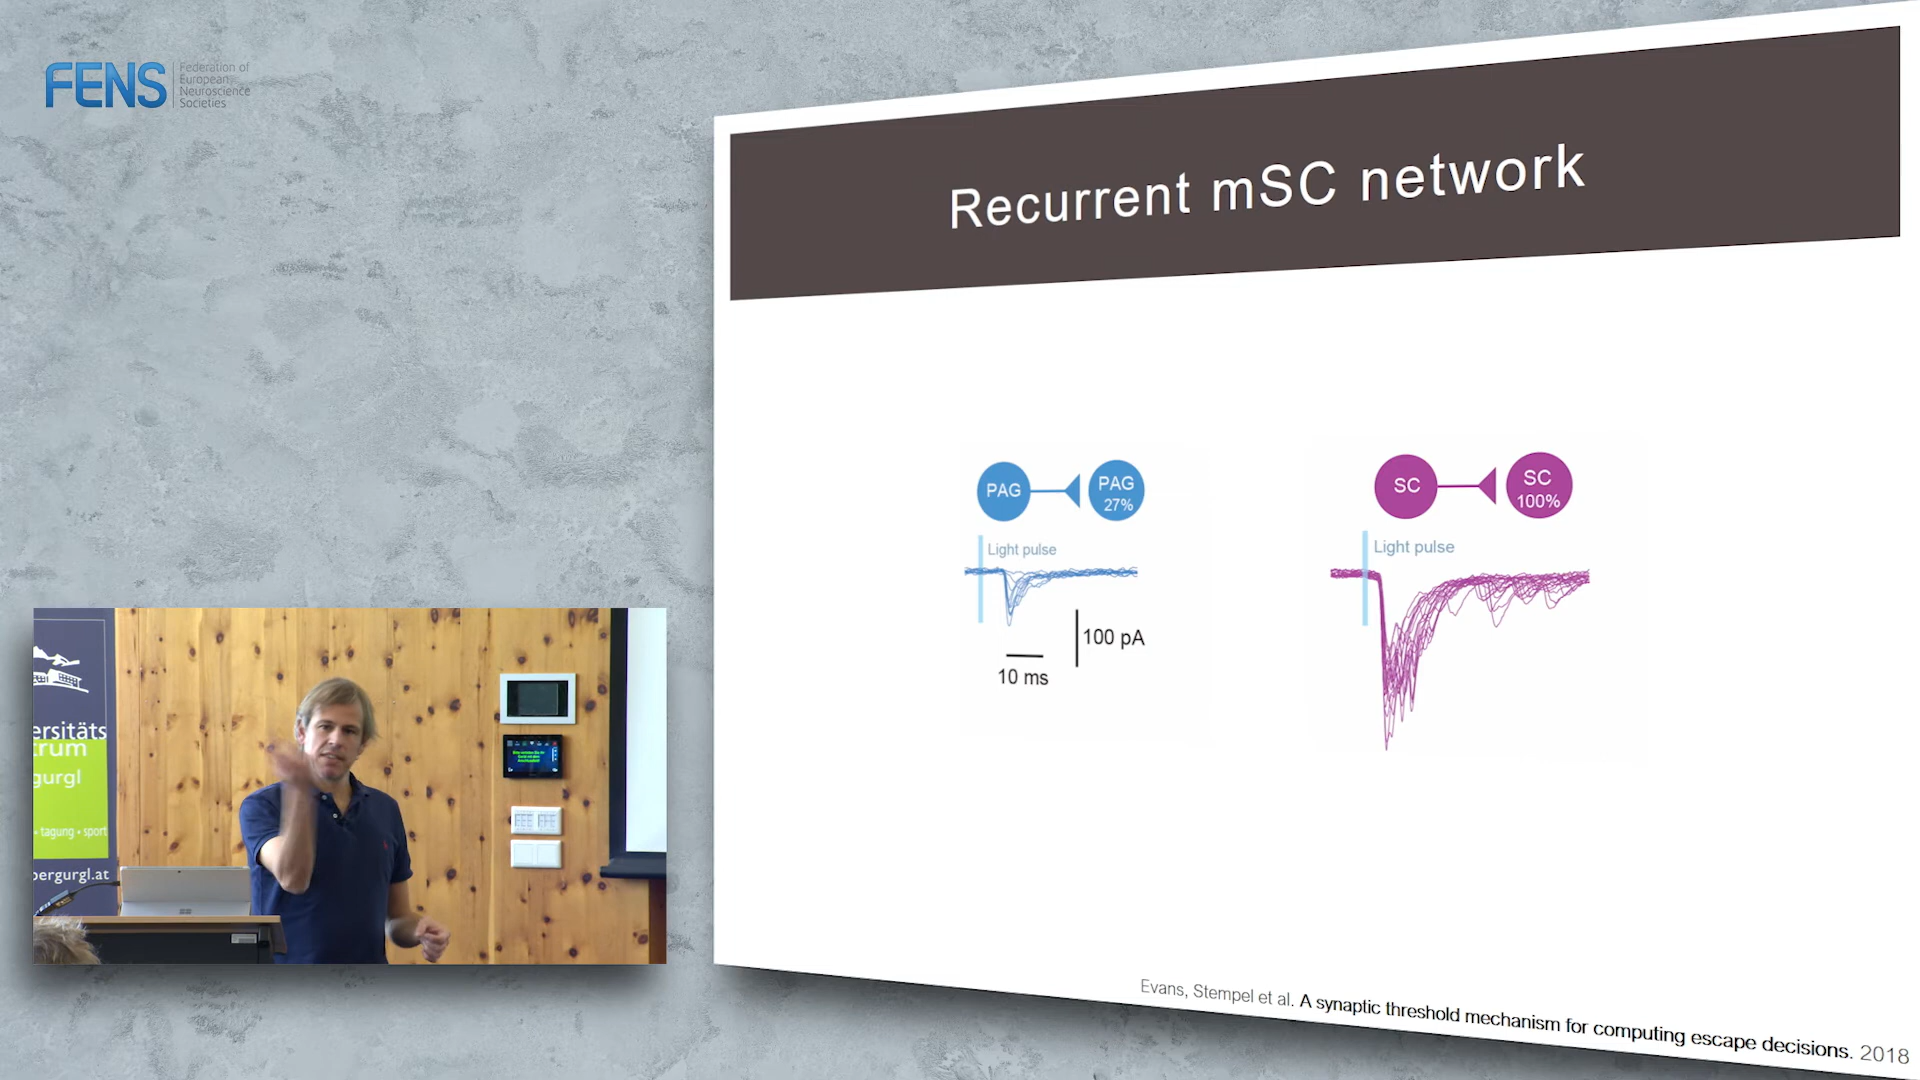 FENS
Federation of
European
Neuroscience
Societies
Recurrent mSC network
PAG
PAG
27%
Light pulse
100 pA
10 ms
SC
SC
100%
Light pulse
ersitäts
trum
gurgl
• tagung • sport
bergurgl.at
Evans, Stempel et al. A synaptic threshold mechanism for computing escape decisions. 2018